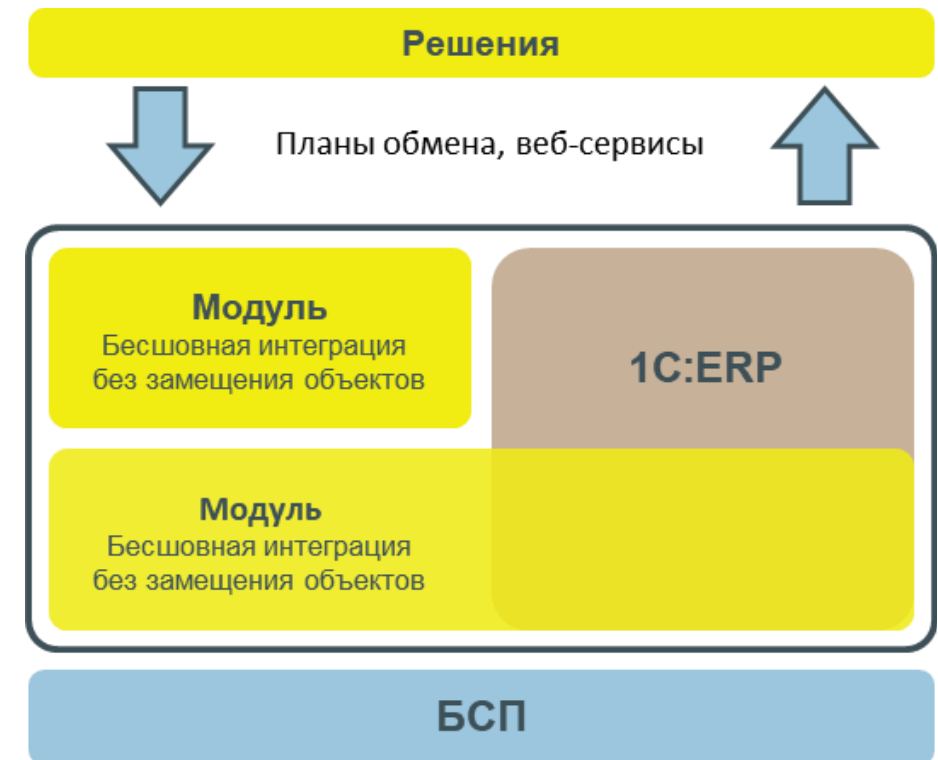 Решения
Планы обмена, веб-сервисы
Модуль
Бесшовная интеграция
без замещения объектов
1С:ERP
Модуль
Бесшовная интеграция
без замещения объектов
БСП